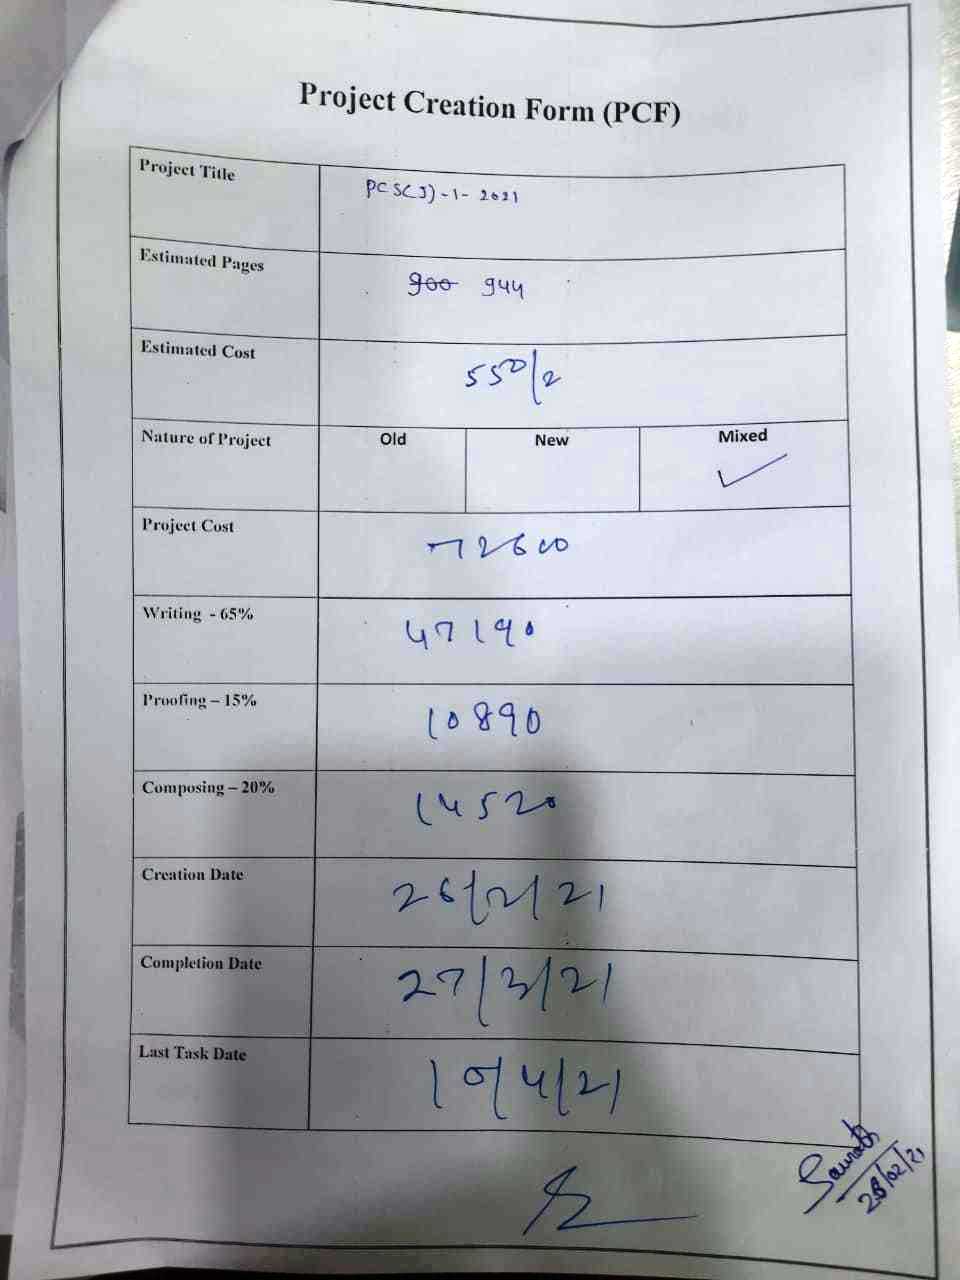 Project Creation Form (PCF)
Project Title PCS(J)-1-2021
Estimated Pages 900 944
Estimated Cost 550/2
Nature of Project Old New Mixed ✓
Project Cost 72600
Writing - 65% 47190
Proofing – 15% 10890
Composing – 20% 14520
Creation Date 26/2/21
Completion Date 27/3/21
Last Task Date 10/4/21
Saurabh
28/02/21